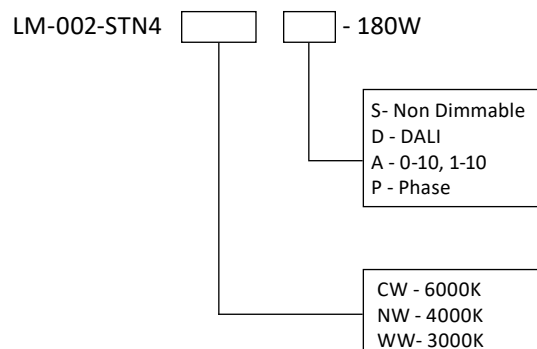 LM-002-STN4 - 180W
S- Non Dimmable
D - DALI
A - 0-10, 1-10
P - Phase
CW - 6000K
NW - 4000K
WW- 3000K